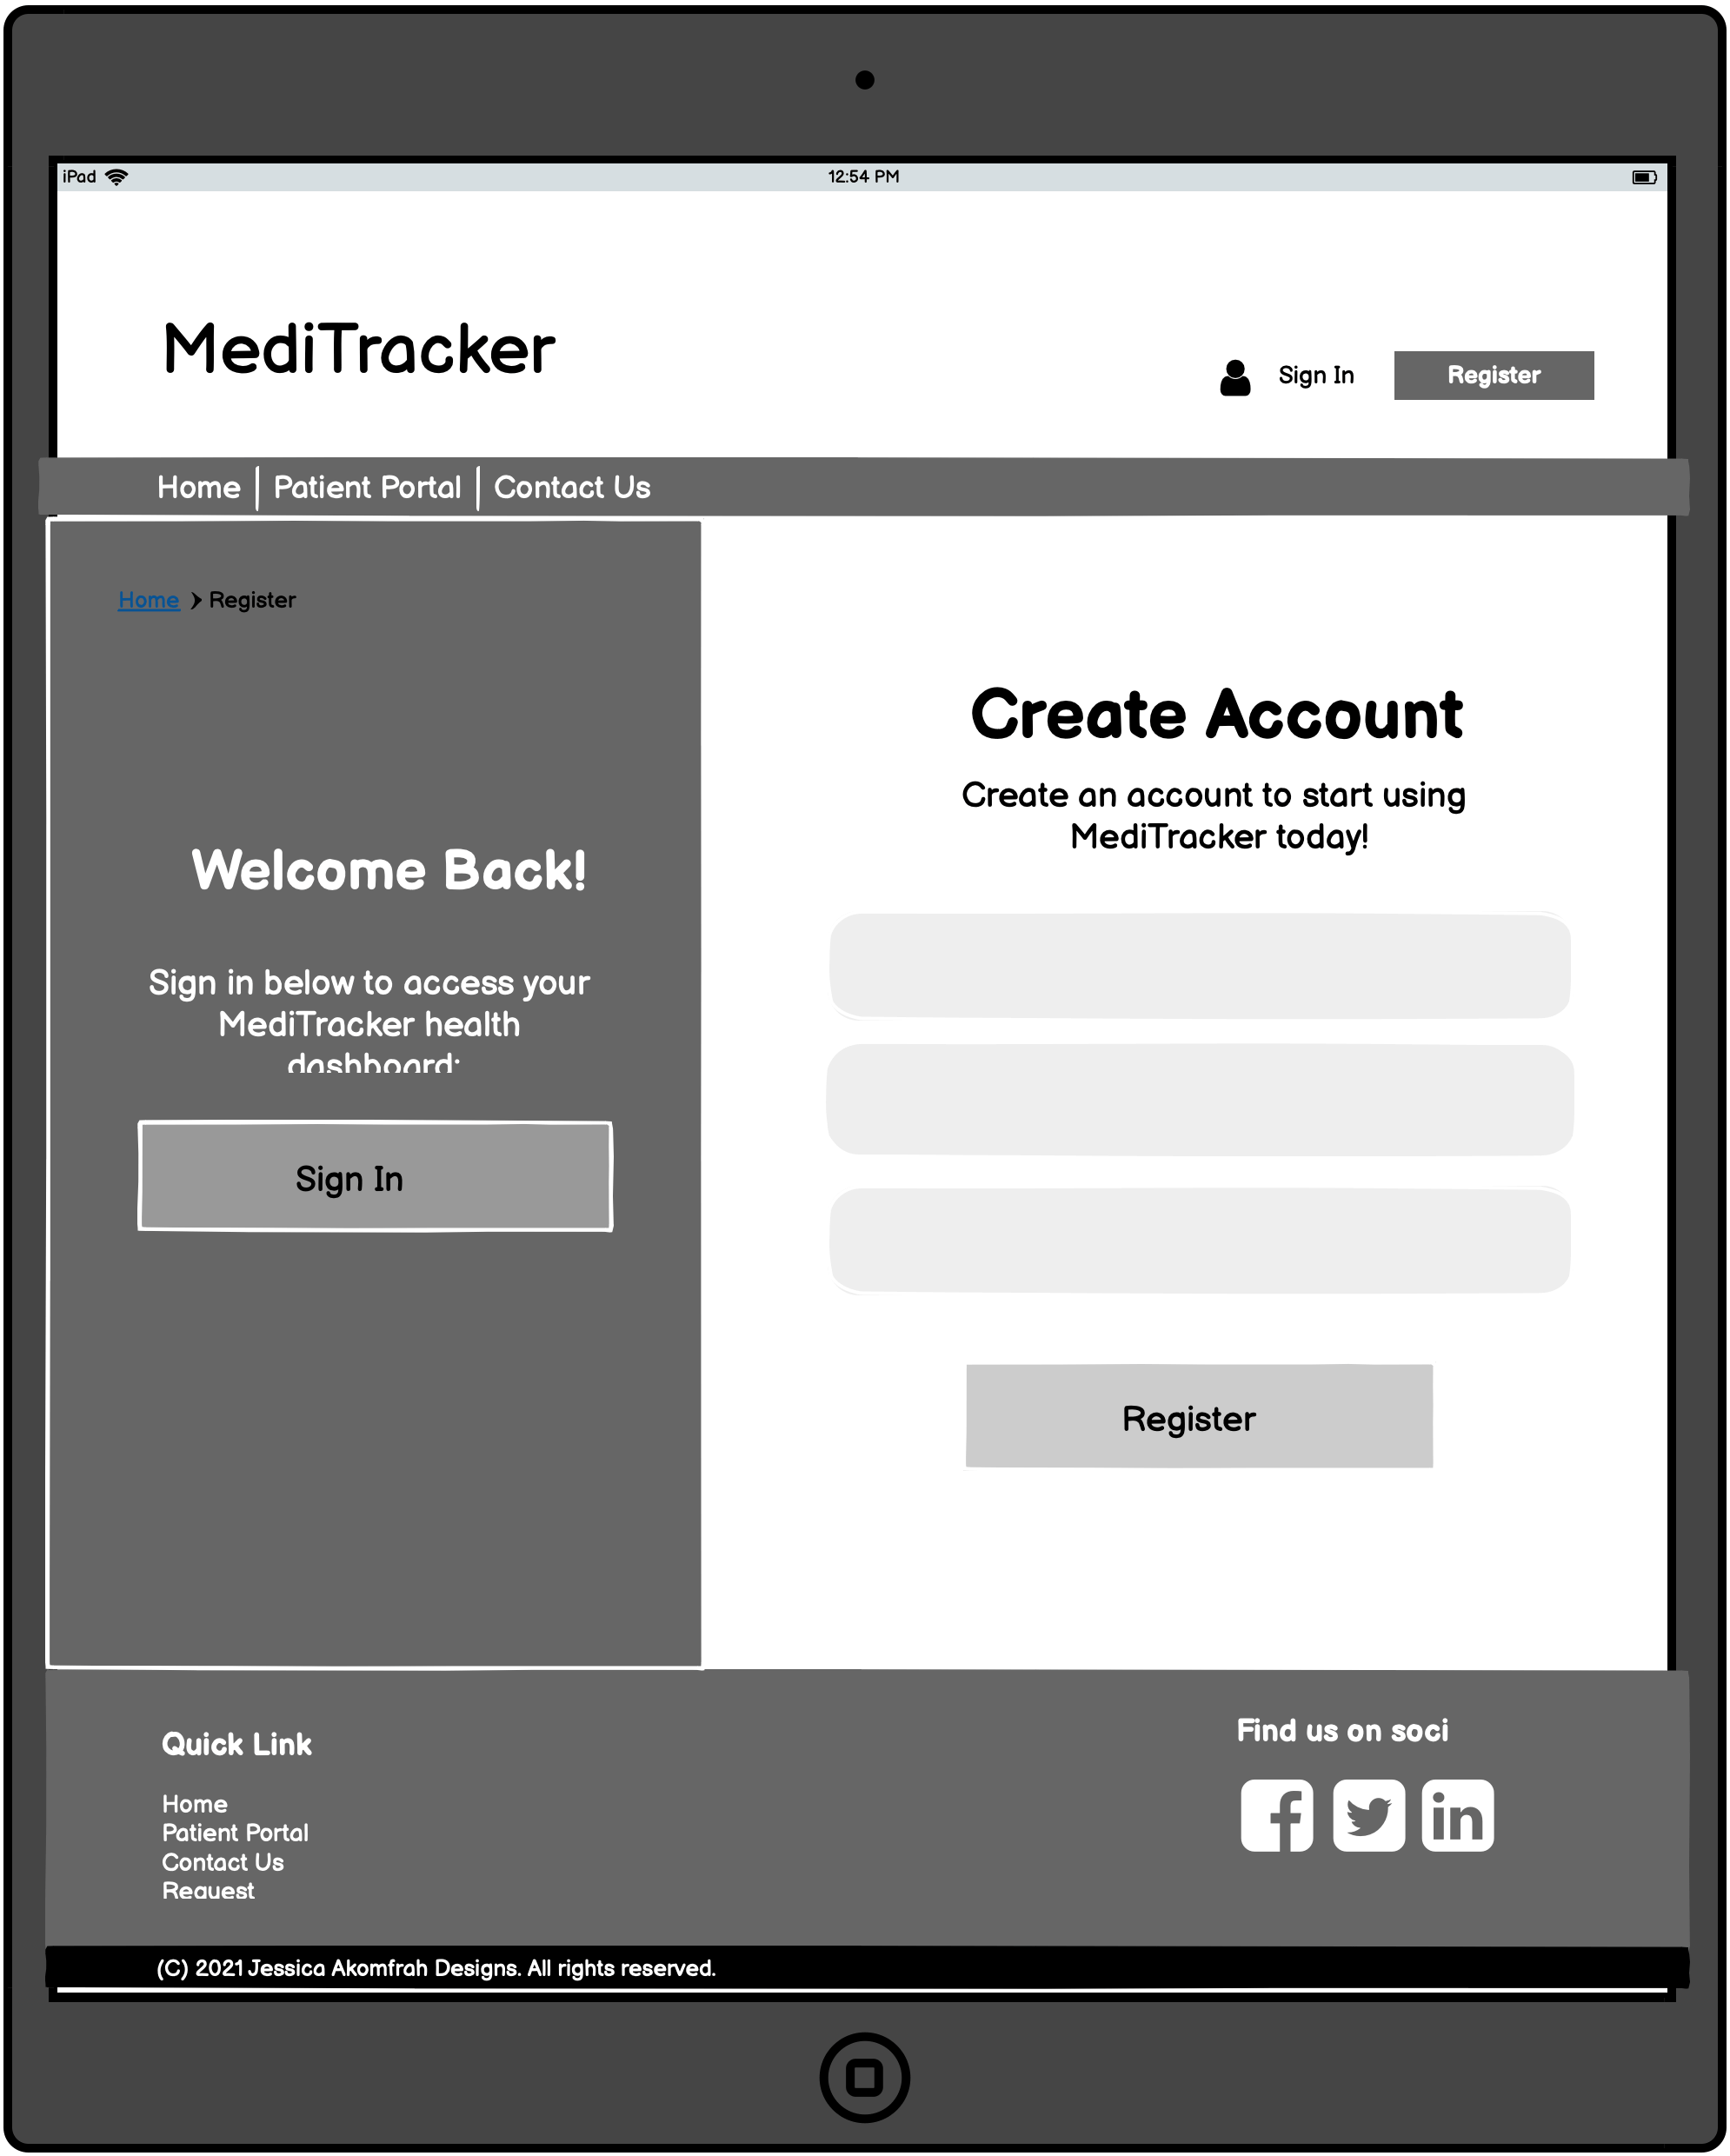 iPad 12:54 PM
MediTracker
Sign In Register
Home Patient Portal Contact Us
Home Register
Welcome Back!
Sign in below to access your
MediTracker health
dashboard:
Sign In
Create Account
Create an account to start using
MediTracker today!
Register
Quick Link
Home
Patient Portal
Contact Us
Request
Find us on soci
(C) 2021 Jessica Akomfrah Designs. All rights reserved.